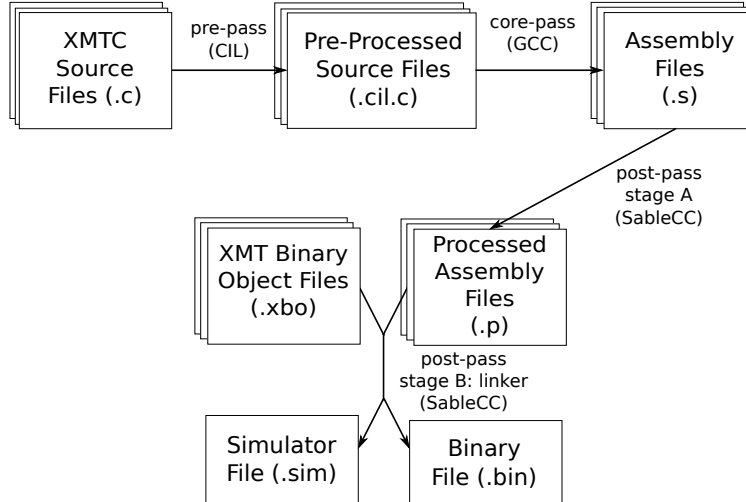 XMTC
Source
Files (.c)
pre-pass
(CIL)
Pre-Processed
Source Files
(.cil.c)
core-pass
(GCC)
Assembly
Files
(.s)
post-pass
stage A
(SableCC)
XMT Binary
Object Files
(.xbo)
Processed
Assembly
Files
(.p)
post-pass
stage B: linker
(SableCC)
Simulator
File (.sim)
Binary
File (.bin)